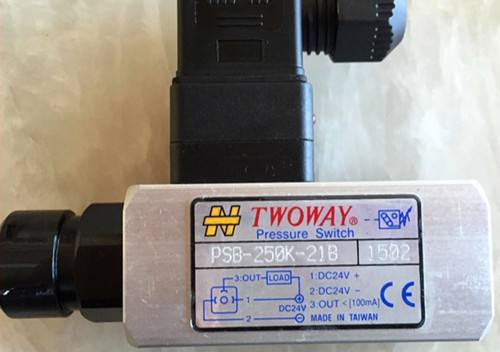 TWOWAY®
Pressure Switch
PSB-250K-21B 1502
3:OUT LOAD 1:DC24V +
1 DC24V 2:DC24V −
2 3:OUT <[100mA] CE
MADE IN TAIWAN